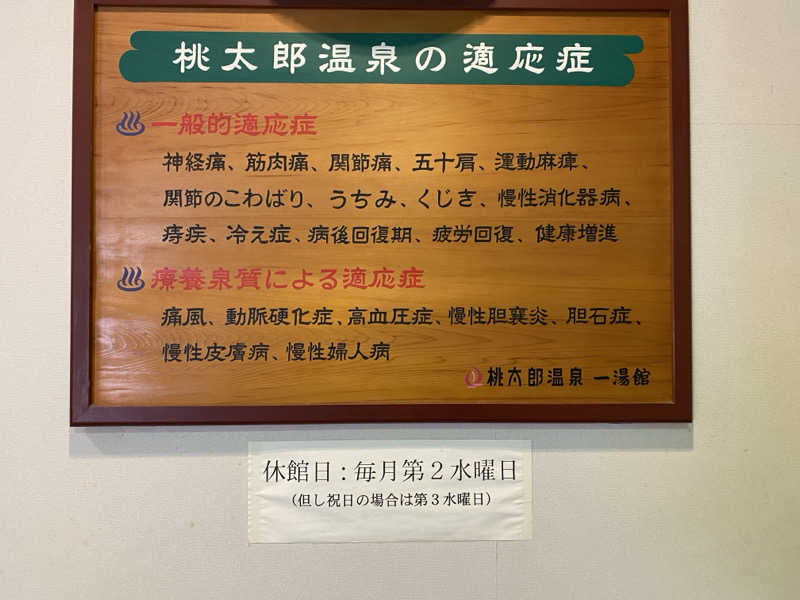 桃太郎温泉の適応症
一般的適応症
神経痛、筋肉痛、関節痛、五十肩、運動麻痺、
関節のこわばり、うちみ、くじき、慢性消化器病、
痔疾、冷え症、病後回復期、疲労回復、健康増進
療養泉質による適応症
痛風、動脈硬化症、高血圧症、慢性胆襄炎、胆石症、
慢性皮膚病、慢性婦人病
桃太郎温泉 一湯館
休館日：毎月第２水曜日
（但し祝日の場合は第３水曜日）